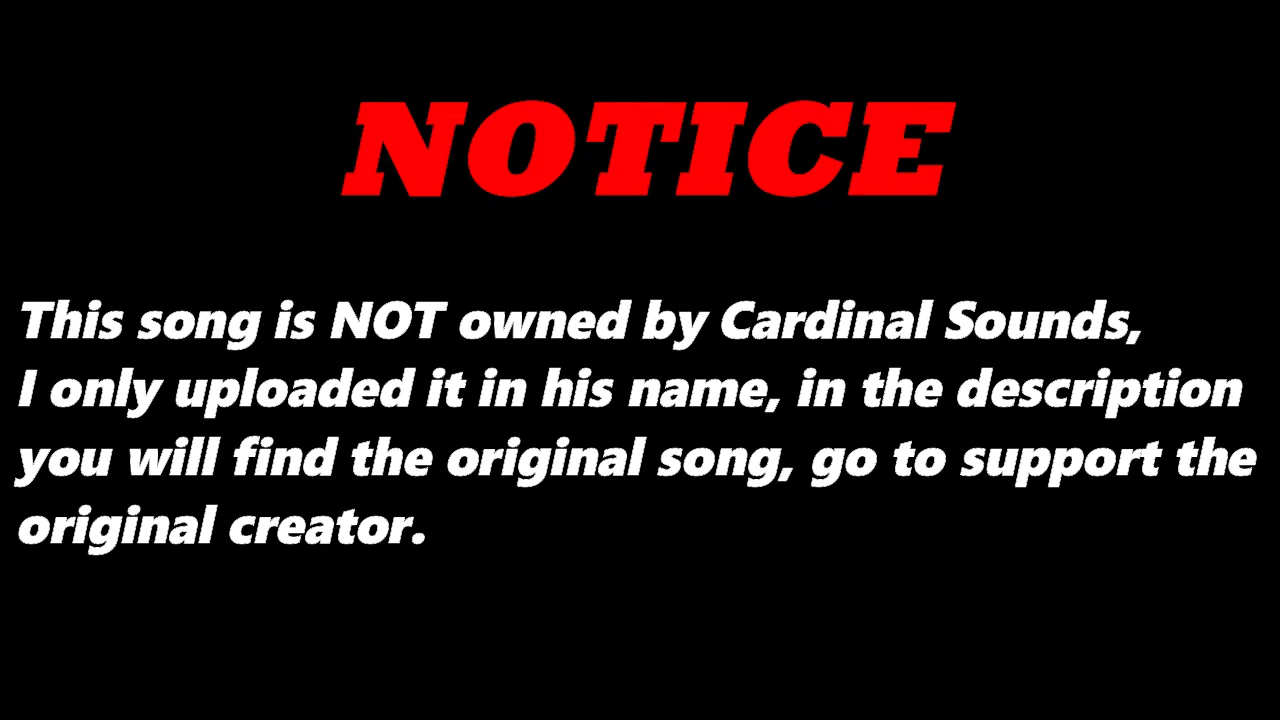 NOTICE
This song is NOT owned by Cardinal Sounds,
I only uploaded it in his name, in the description
you will find the original song, go to support the
original creator.